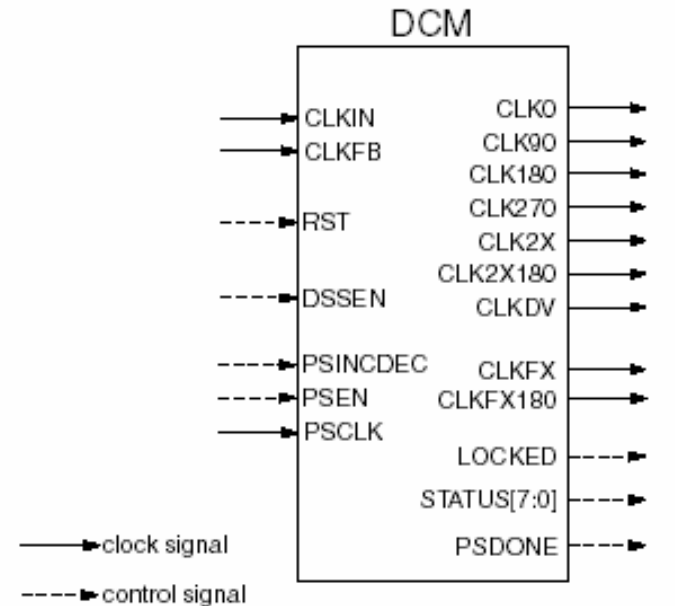 DCM
CLKIN
CLKFB
RST
DSSEN
PSINCDEC
PSEN
PSCLK
CLK0
CLK90
CLK180
CLK270
CLK2X
CLK2X180
CLKDV
CLKFX
CLKFX180
LOCKED
STATUS[7:0]
PSDONE
clock signal
control signal